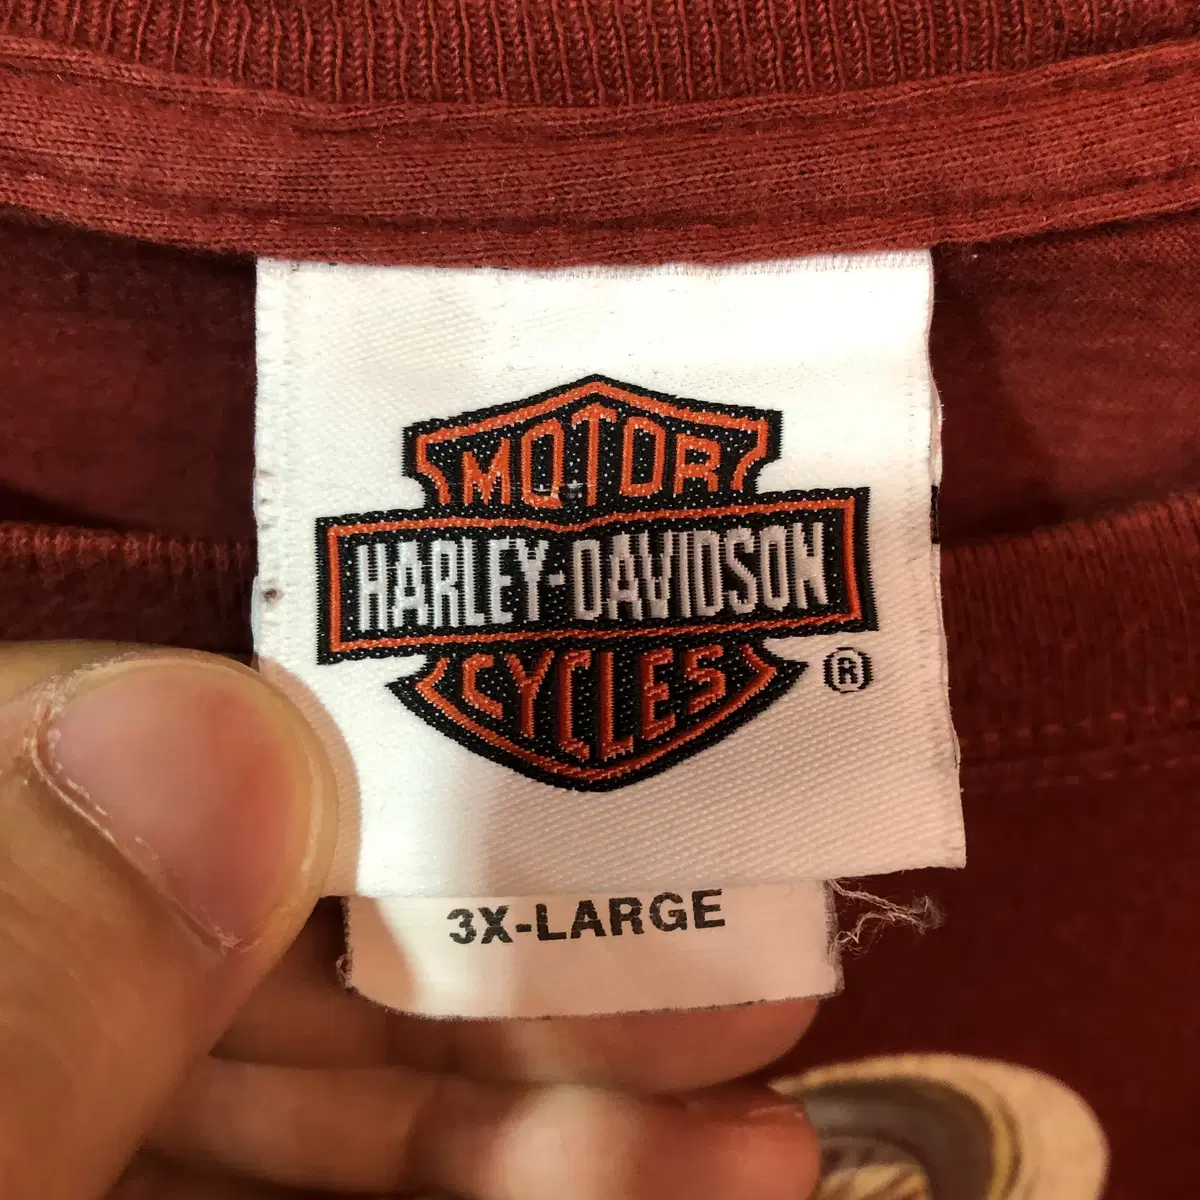 MOTOR
HARLEY-DAVIDSON
CYCLES
®
3X-LARGE